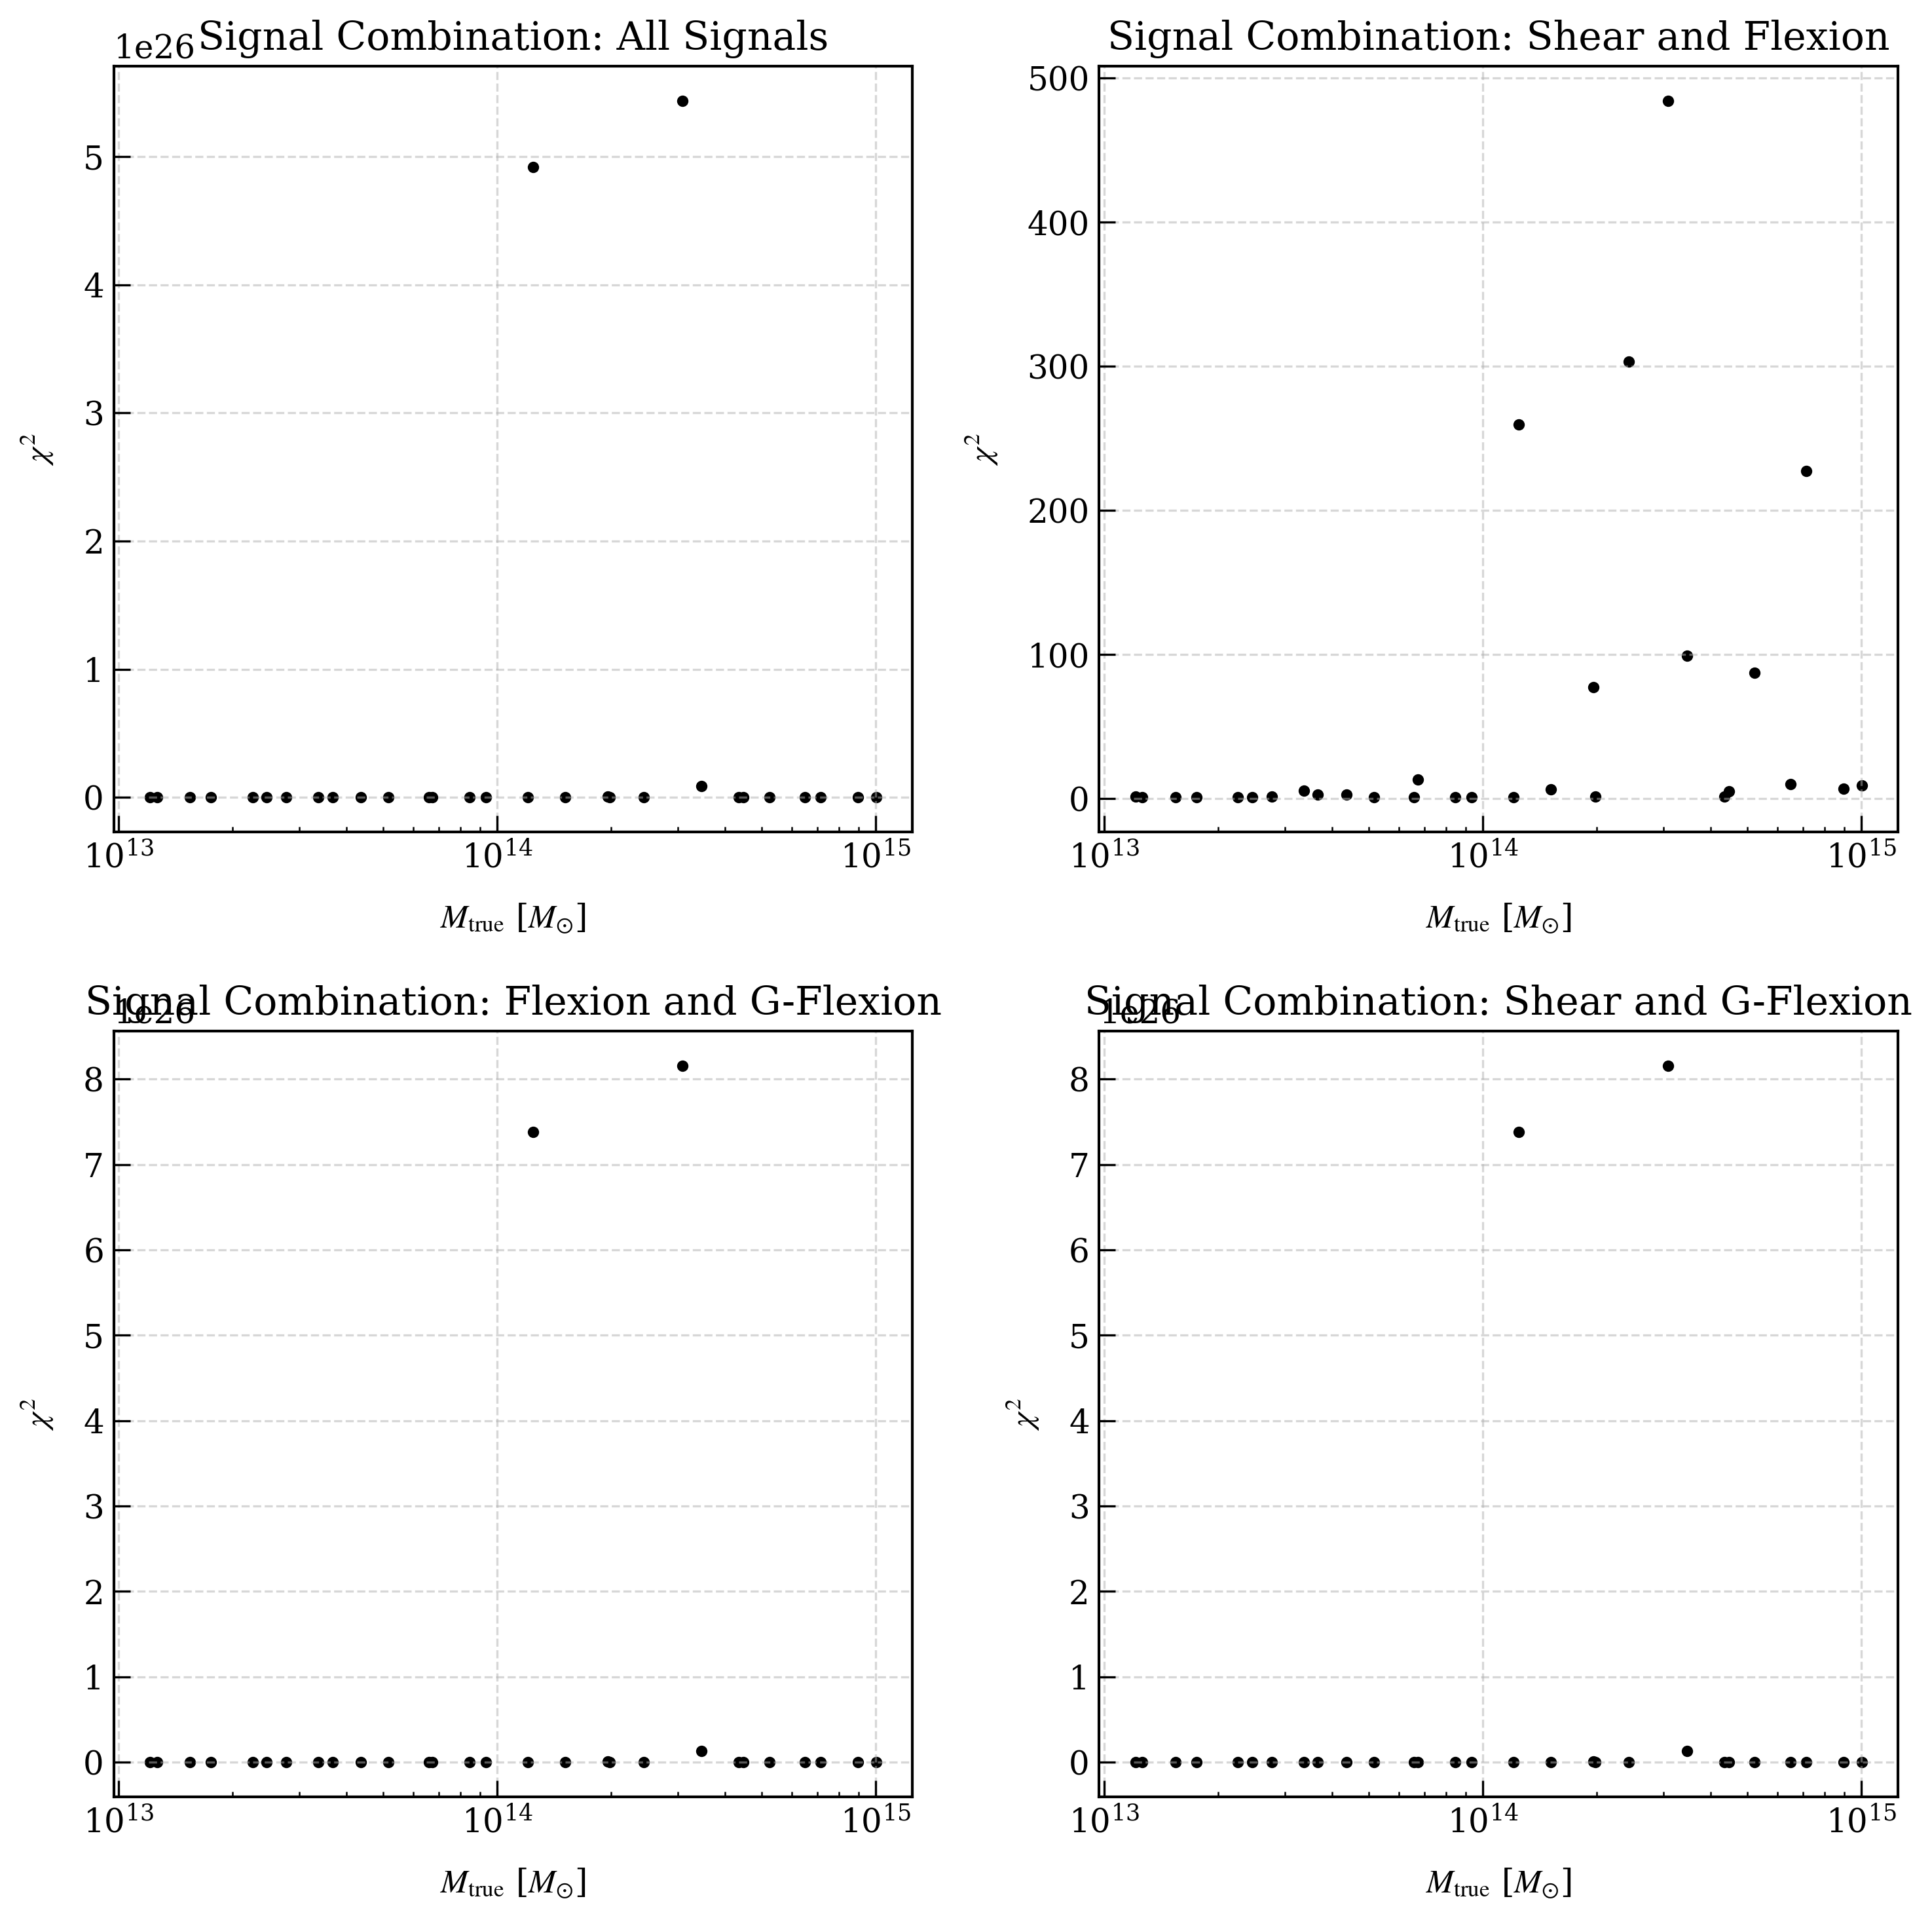 Signal Combination: All Signals
1e26
5
4
3
2
1
0
χ²
10¹³ 10¹⁴ 10¹⁵
M_true [M_⊙]
Signal Combination: Shear and Flexion
500
400
300
200
100
0
χ²
10¹³ 10¹⁴ 10¹⁵
M_true [M_⊙]
Signal Combination: Flexion and G-Flexion
1e26
8
7
6
5
4
3
2
1
0
χ²
10¹³ 10¹⁴ 10¹⁵
M_true [M_⊙]
Signal Combination: Shear and G-Flexion
1e26
8
7
6
5
4
3
2
1
0
χ²
10¹³ 10¹⁴ 10¹⁵
M_true [M_⊙]